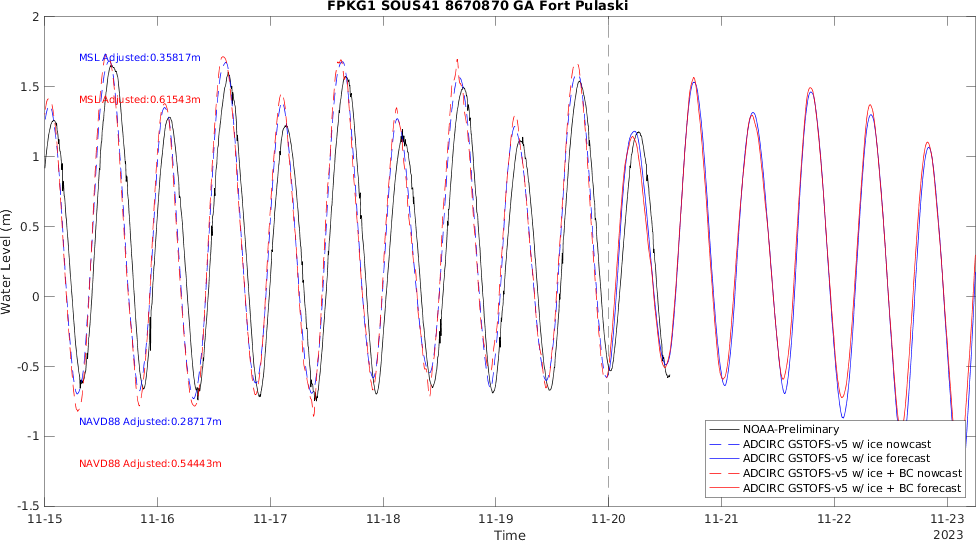 FPKG1 SOUS41 8670870 GA Fort Pulaski
2
1.5
1
0.5
0
-0.5
-1
-1.5
Water Level (m)
MSL Adjusted:0.35817m
MSL Adjusted:0.61543m
NAVD88 Adjusted:0.28717m
NAVD88 Adjusted:0.54443m
NOAA-Preliminary
ADCIRC GSTOFS-v5 w/ ice nowcast
ADCIRC GSTOFS-v5 w/ ice forecast
ADCIRC GSTOFS-v5 w/ ice + BC nowcast
ADCIRC GSTOFS-v5 w/ ice + BC forecast
11-15 11-16 11-17 11-18 11-19 11-20 11-21 11-22 11-23
Time
2023